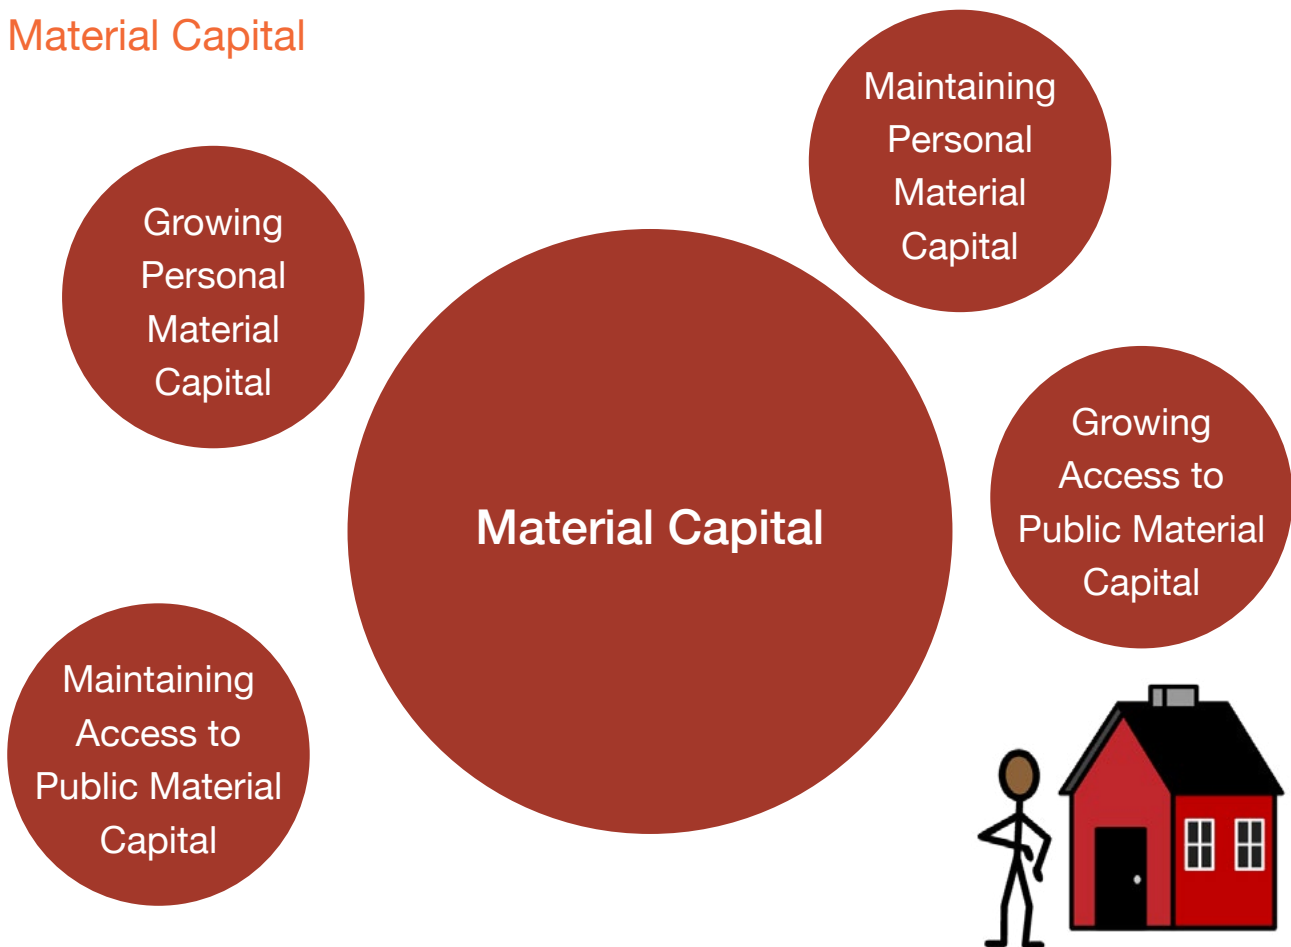 Material Capital
Maintaining
Personal
Material
Capital
Growing
Personal
Material
Capital
Growing
Access to
Public Material
Capital
Material Capital
Maintaining
Access to
Public Material
Capital